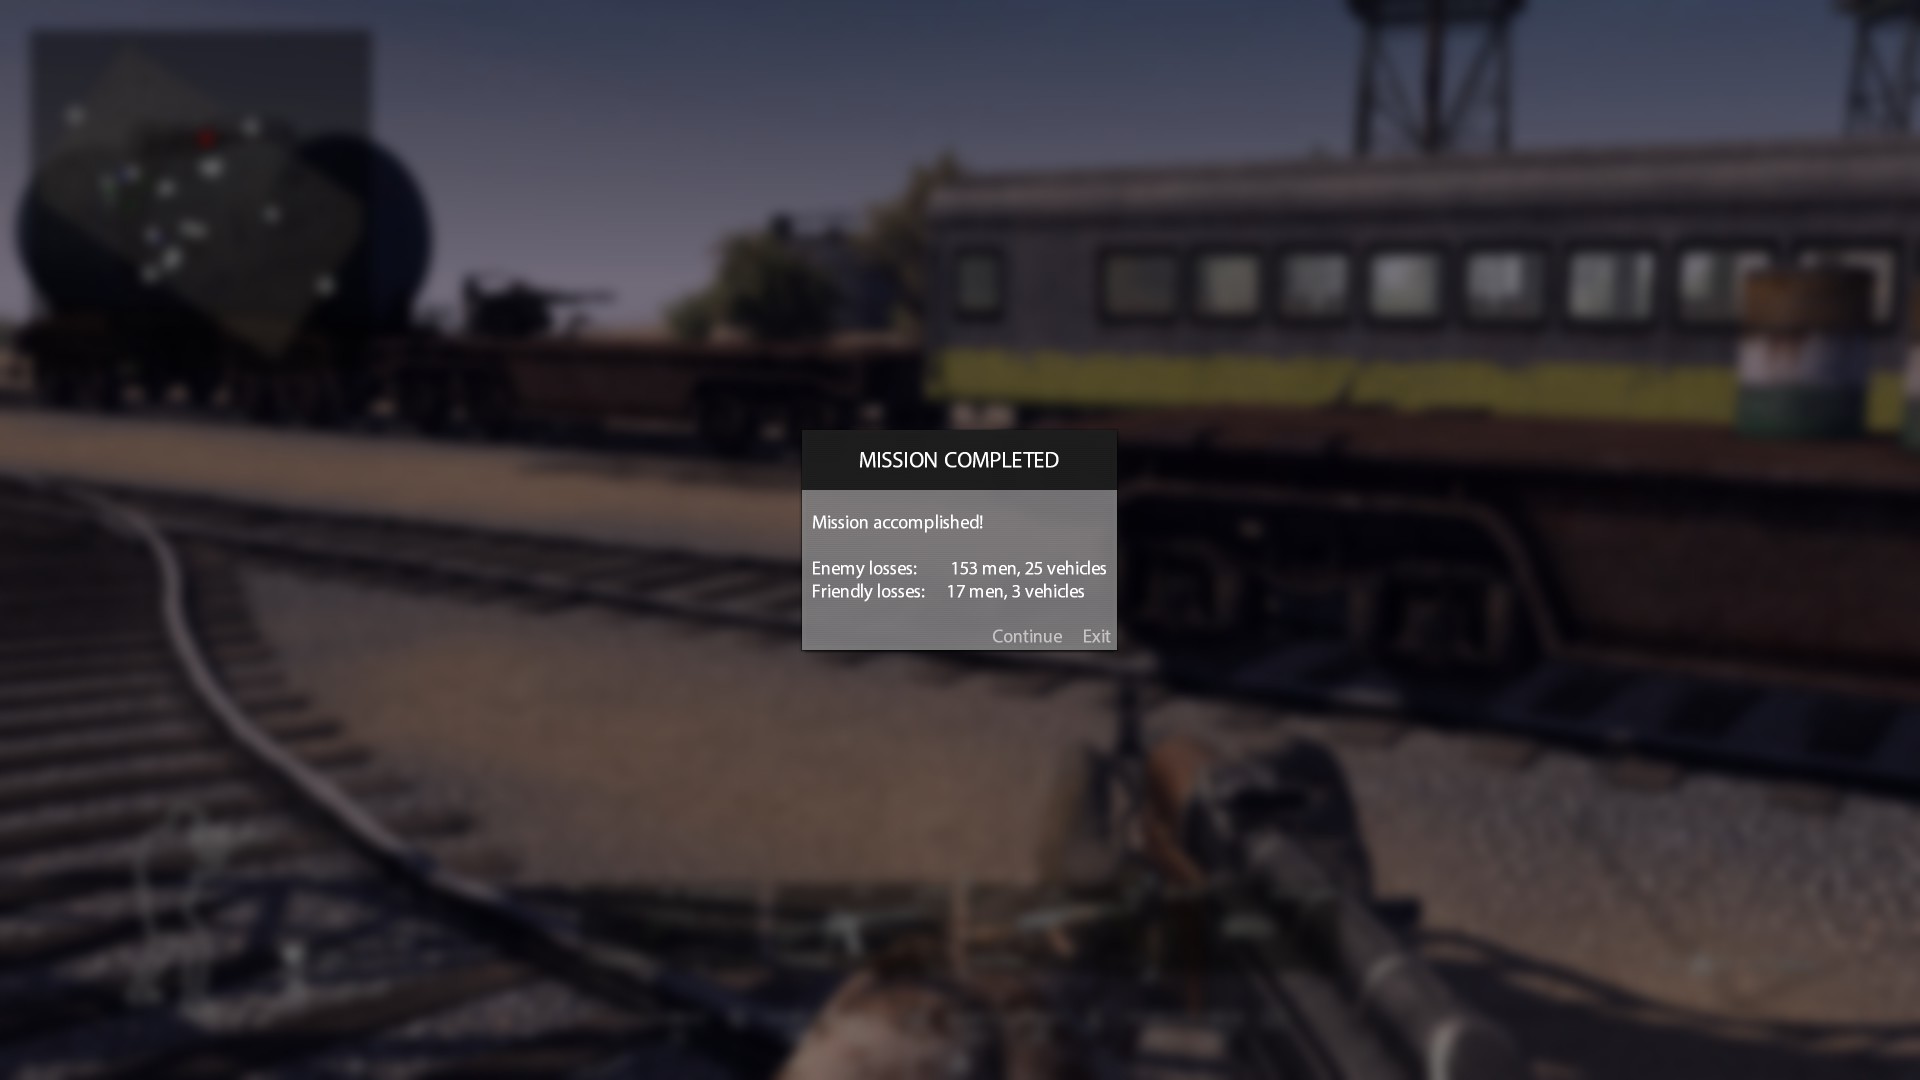 MISSION COMPLETED
Mission accomplished!
Enemy losses: 153 men, 25 vehicles
Friendly losses: 17 men, 3 vehicles
Continue Exit